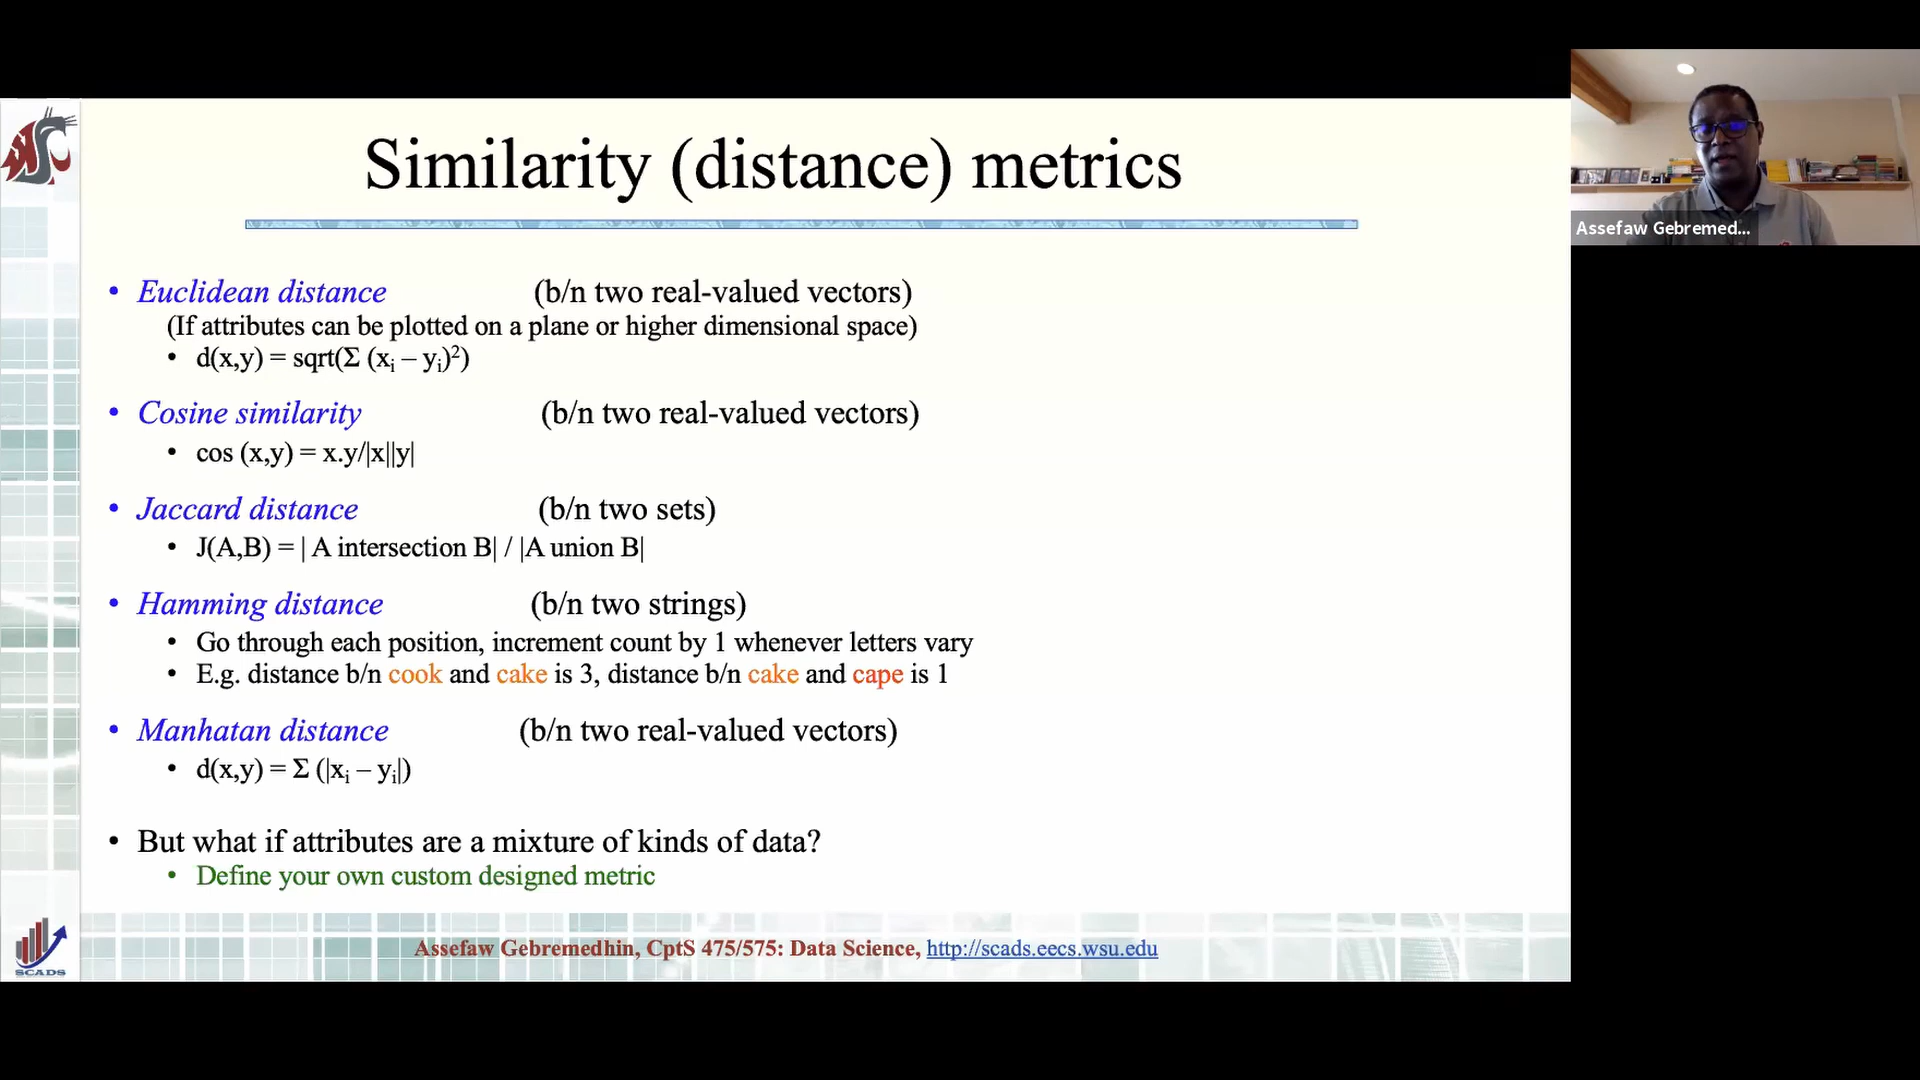 Similarity (distance) metrics
Assefaw Gebremed...
• Euclidean distance (b/n two real-valued vectors)
(If attributes can be plotted on a plane or higher dimensional space)
• d(x,y) = sqrt(Σ (xᵢ – yᵢ)²)
• Cosine similarity (b/n two real-valued vectors)
• cos (x,y) = x.y/|x||y|
• Jaccard distance (b/n two sets)
• J(A,B) = | A intersection B| / |A union B|
• Hamming distance (b/n two strings)
• Go through each position, increment count by 1 whenever letters vary
• E.g. distance b/n cook and cake is 3, distance b/n cake and cape is 1
• Manhatan distance (b/n two real-valued vectors)
• d(x,y) = Σ (|xᵢ – yᵢ|)
• But what if attributes are a mixture of kinds of data?
• Define your own custom designed metric
SCADS
Assefaw Gebremedhin, CptS 475/575: Data Science, http://scads.eecs.wsu.edu